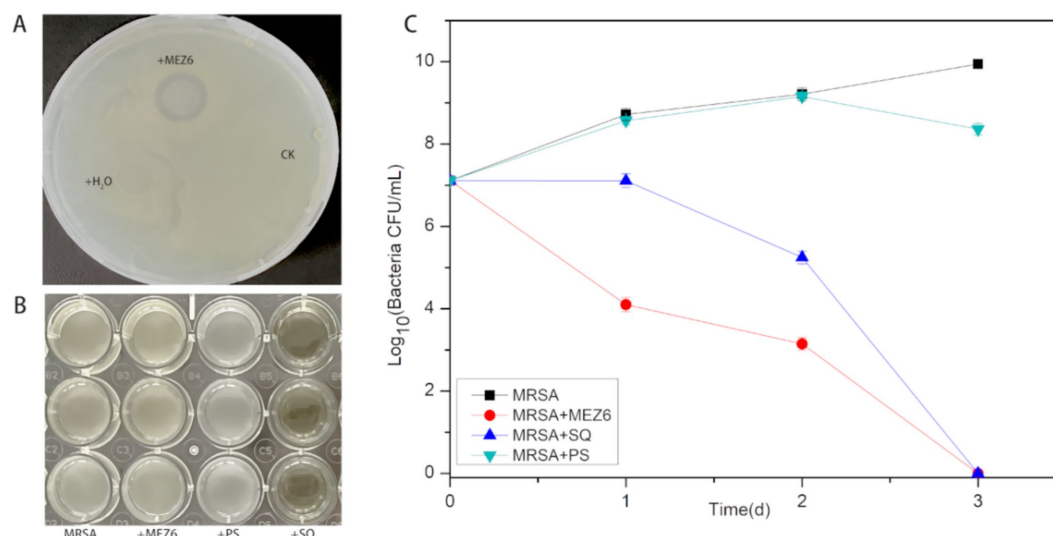 A
+MEZ6
CK
+H₂O
B
MRSA +MEZ6 +PS +SQ
C
Log₁₀(Bacteria CFU/mL)
10
8
6
4
2
0
MRSA
MRSA+MEZ6
MRSA+SQ
MRSA+PS
0 1 2 3
Time(d)